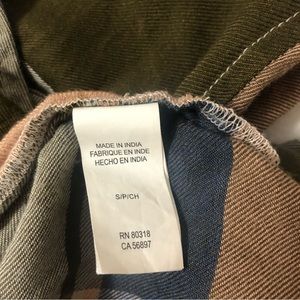 MADE IN INDIA
FABRIQUE EN INDE
HECHO EN INDIA
S/P/CH
RN 80318
CA 56897